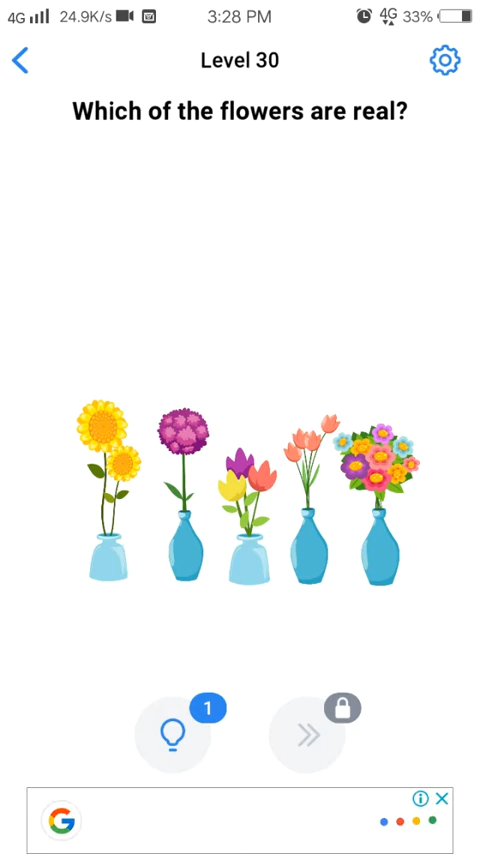 4G 24.9K/s 3:28 PM 4G 33%
Level 30
Which of the flowers are real?
1
G